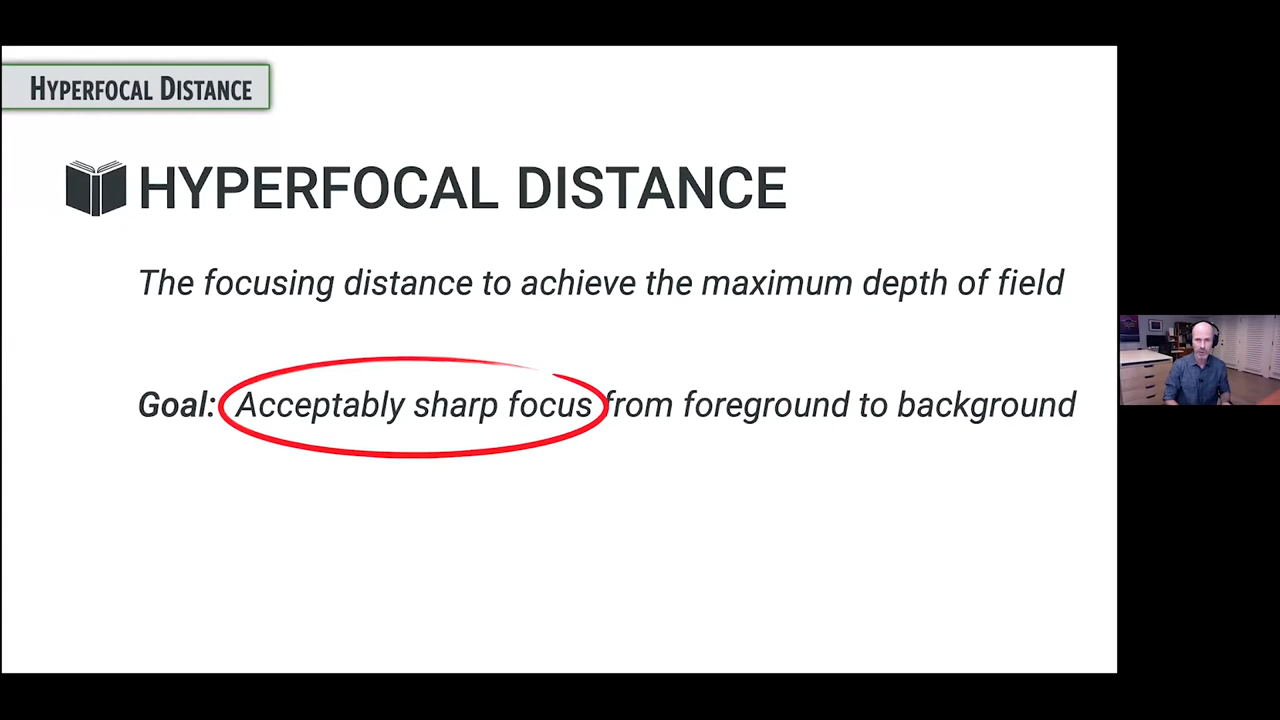 HYPERFOCAL DISTANCE
HYPERFOCAL DISTANCE
The focusing distance to achieve the maximum depth of field
Goal: Acceptably sharp focus from foreground to background